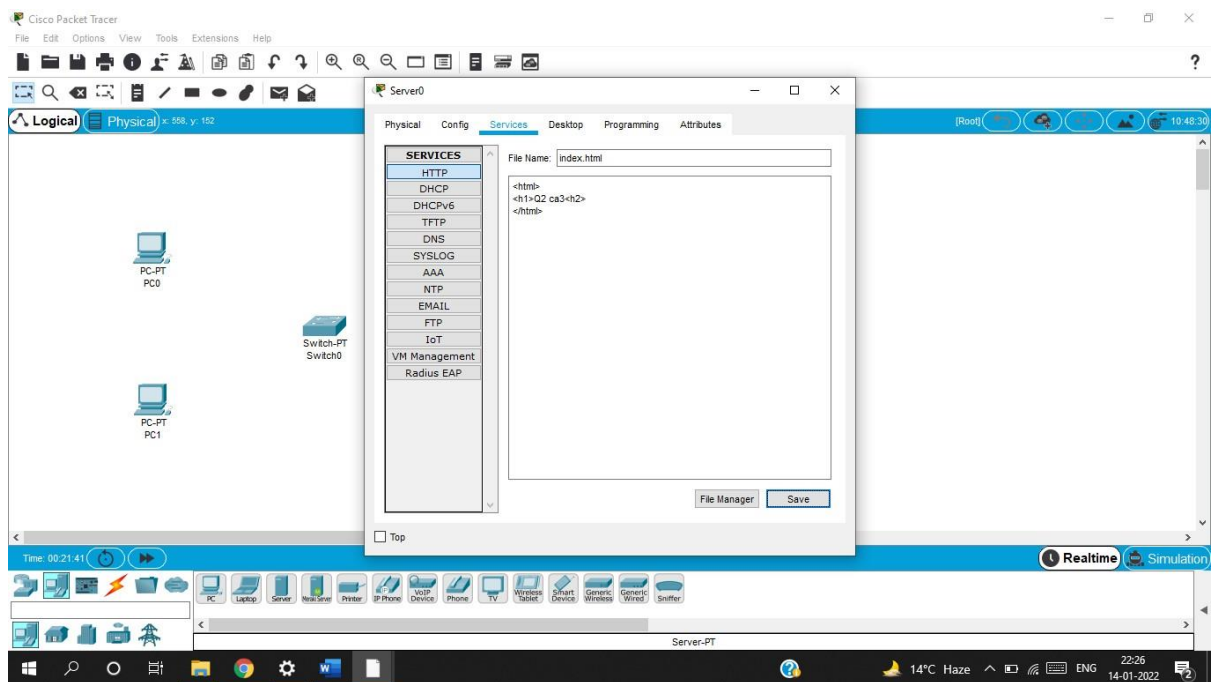 Cisco Packet Tracer
File Edit Options View Tools Extensions Help
?
Logical Physical x: 558, y: 152
[Root] 10:48:30
Server0
Physical Config Services Desktop Programming Attributes
SERVICES
HTTP
DHCP
DHCPv6
TFTP
DNS
SYSLOG
AAA
NTP
EMAIL
FTP
IoT
VM Management
Radius EAP
File Name: index.html
<html>
<h1>Q2 ca3<h2>
</html>
File Manager Save
Top
PC-PT
PC0
Switch-PT
Switch0
PC-PT
PC1
Time: 00:21:41
Realtime Simulation
PC Laptop Server Printer IP Phone VoIP Device Phone TV Wireless Tablet Smart Device Generic Wireless Generic Wired Sniffer
Server-PT
14°C Haze ENG 22:26
14-01-2022
2